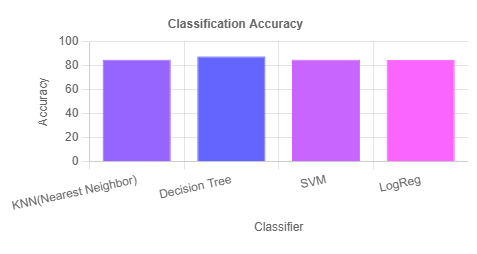 Classification Accuracy
100
80
60
40
20
0
Accuracy
KNN(Nearest Neighbor)
Decision Tree
SVM
LogReg
Classifier